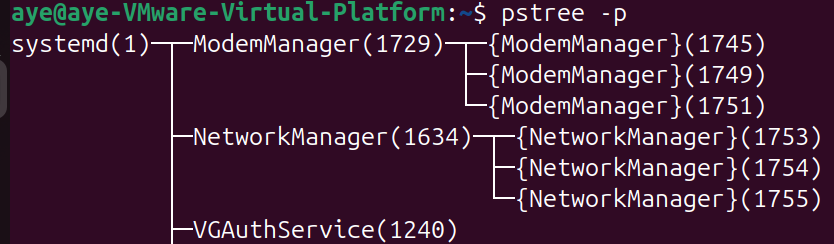 aye@aye-VMware-Virtual-Platform:~$ pstree -p
systemd(1)─┬─ModemManager(1729)─┬─{ModemManager}(1745)
           │                    ├─{ModemManager}(1749)
           │                    └─{ModemManager}(1751)
           ├─NetworkManager(1634)─┬─{NetworkManager}(1753)
           │                      ├─{NetworkManager}(1754)
           │                      └─{NetworkManager}(1755)
           ├─VGAuthService(1240)